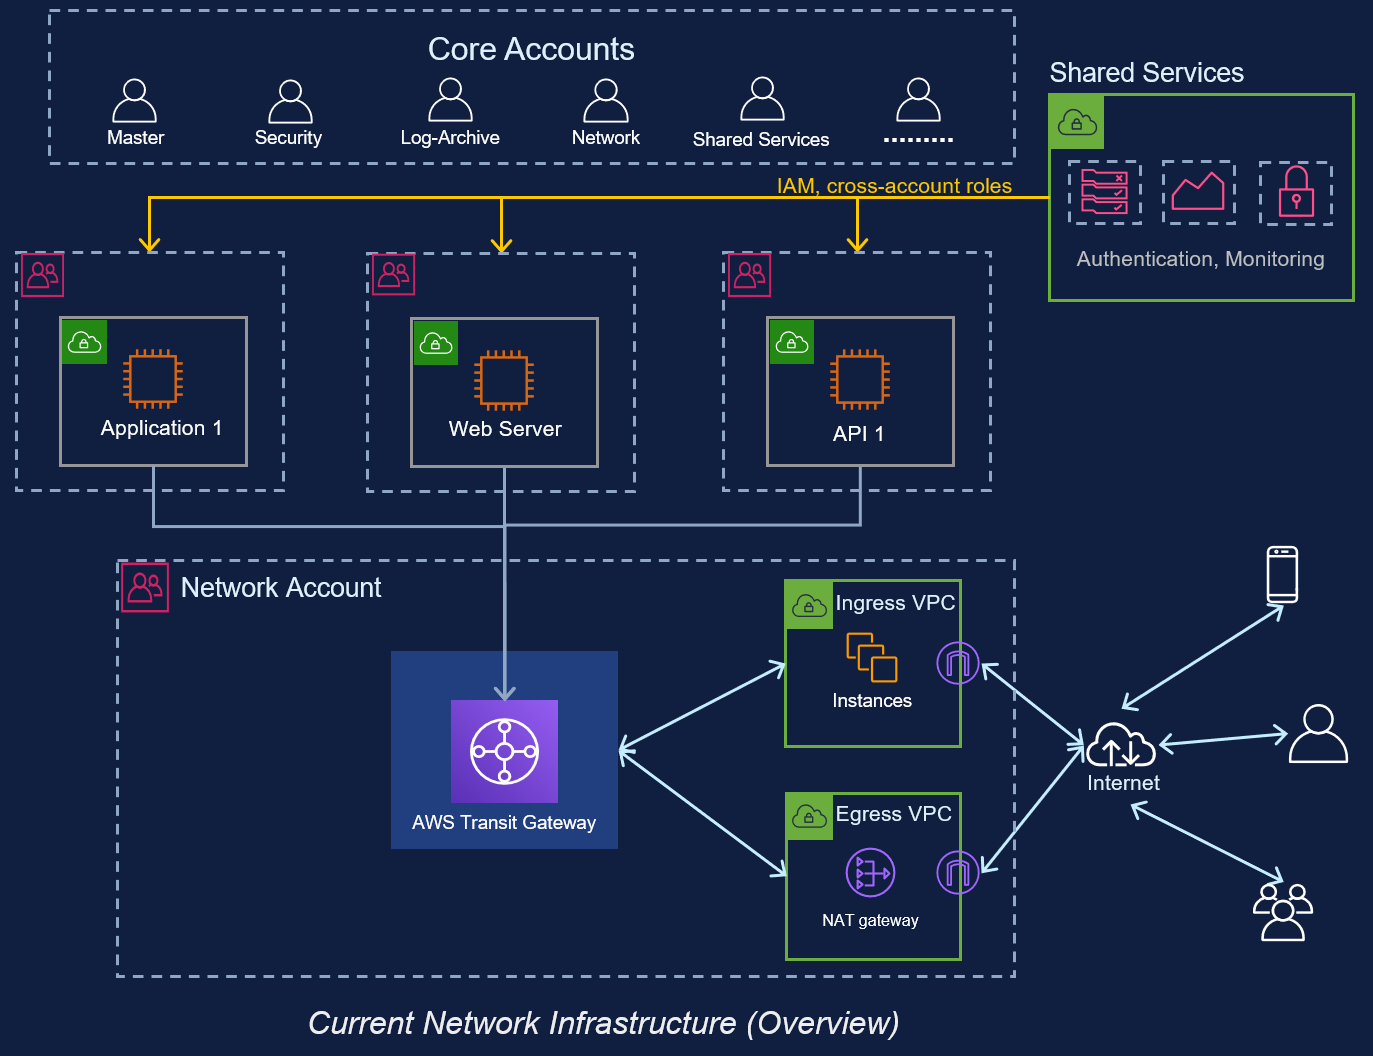 Core Accounts
Master
Security
Log-Archive
Network
Shared Services
Shared Services
Authentication, Monitoring
IAM, cross-account roles
Application 1
Web Server
API 1
Network Account
Ingress VPC
Instances
AWS Transit Gateway
Internet
Egress VPC
NAT gateway
Current Network Infrastructure (Overview)